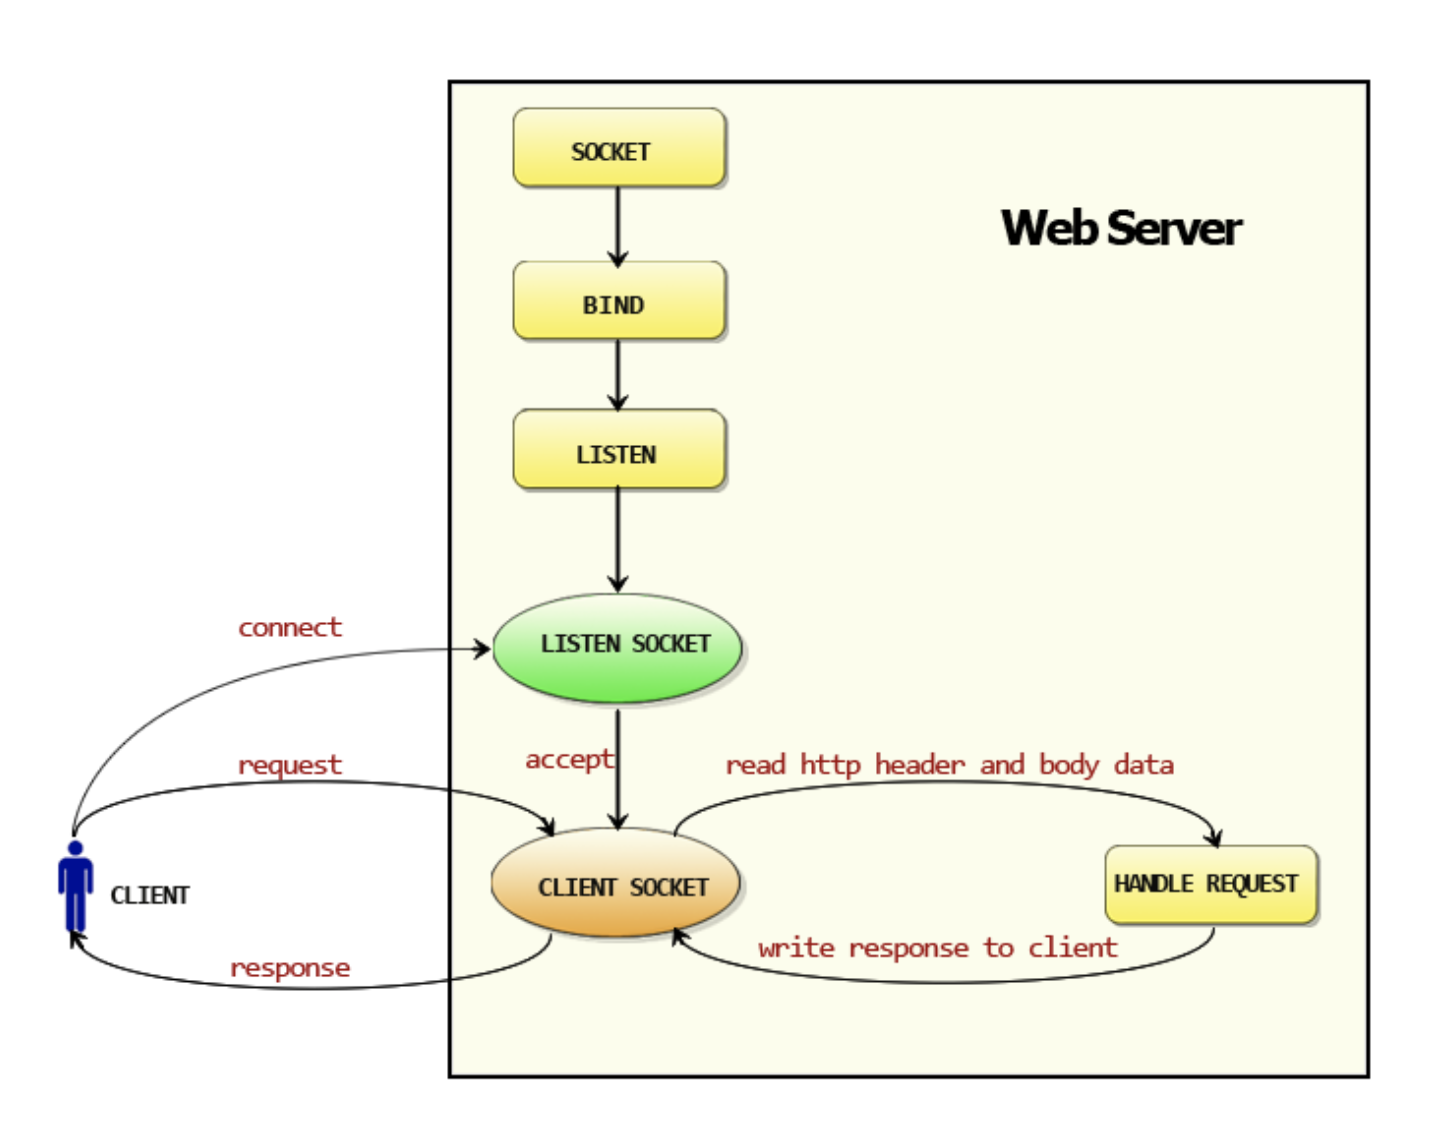 SOCKET
Web Server
BIND
LISTEN
connect
LISTEN SOCKET
request
accept
read http header and body data
CLIENT
CLIENT SOCKET
HANDLE REQUEST
response
write response to client